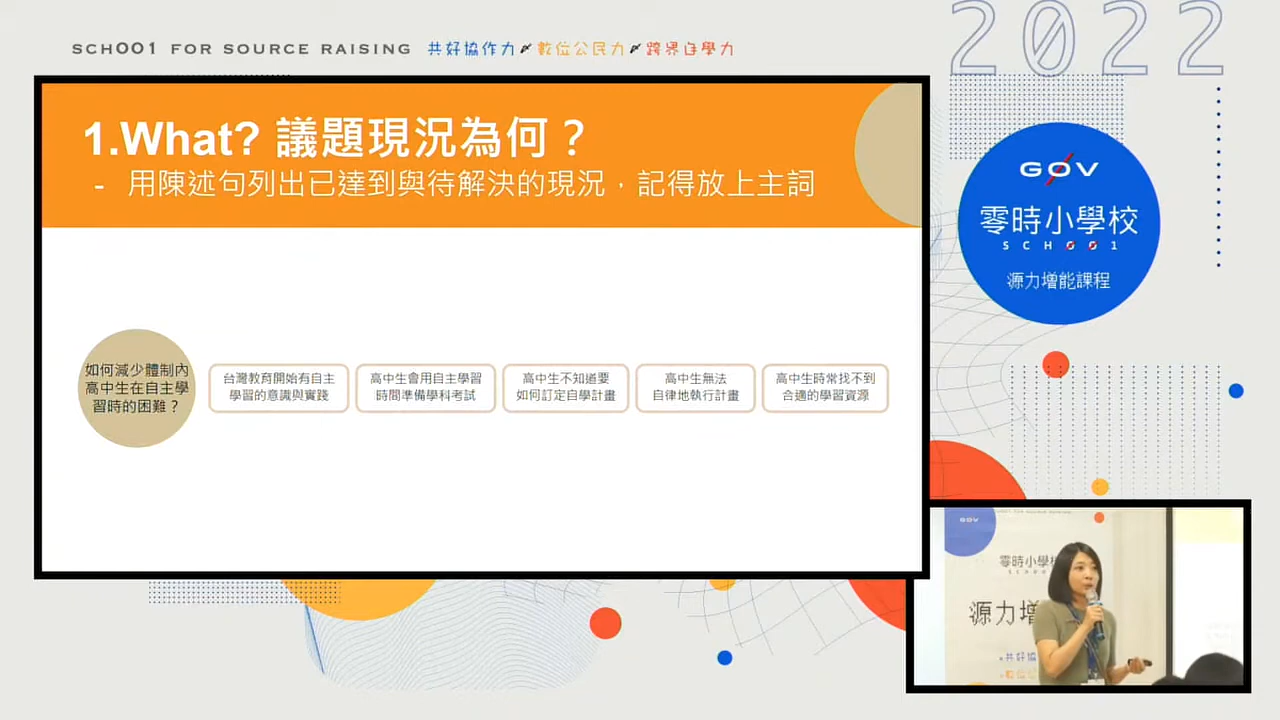 SCH001 FOR SOURCE RAISING 共好協作力 數位公民力 跨界自學力
2022
1.What? 議題現況為何？
- 用陳述句列出已達到與待解決的現況，記得放上主詞
G0V
零時小學校
SCH001
源力增能課程
如何減少體制內
高中生在自主學
習時的困難？
台灣教育開始有自主
學習的意識與實踐
高中生會用自主學習
時間準備學科考試
高中生不知道要
如何訂定自學計畫
高中生無法
自律地執行計畫
高中生時常找不到
合適的學習資源
G0V
零時小學
源力增
共好協